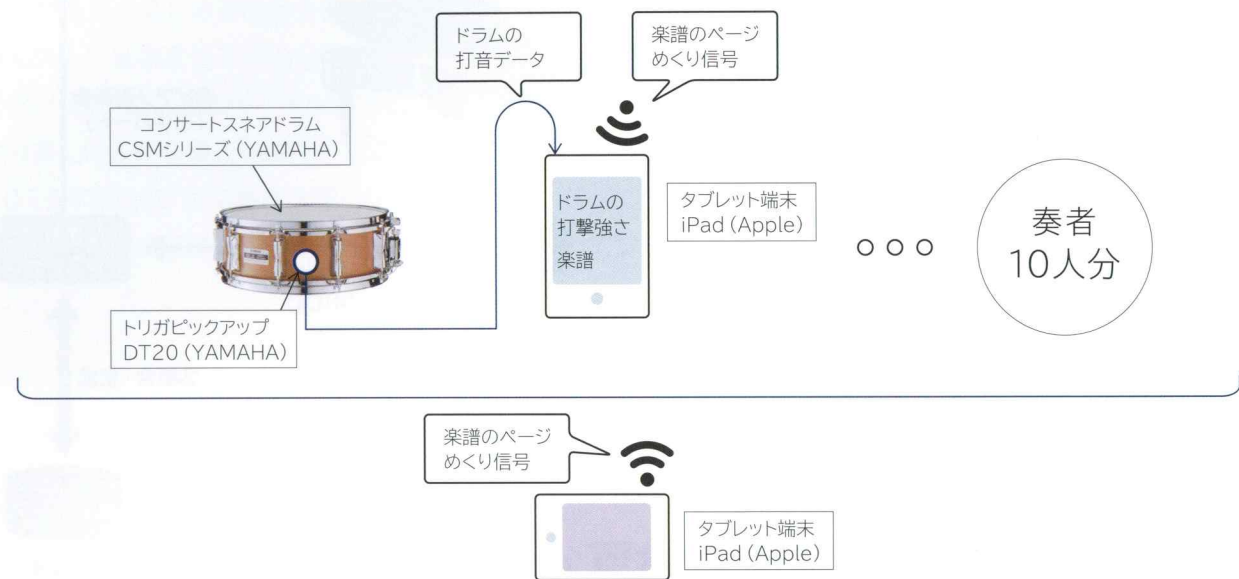 ドラムの
打音データ
楽譜のページ
めくり信号
コンサートスネアドラム
CSMシリーズ (YAMAHA)
ドラムの
打撃強さ
楽譜
タブレット端末
iPad (Apple)
奏者
10人分
トリガピックアップ
DT20 (YAMAHA)
楽譜のページ
めくり信号
タブレット端末
iPad (Apple)